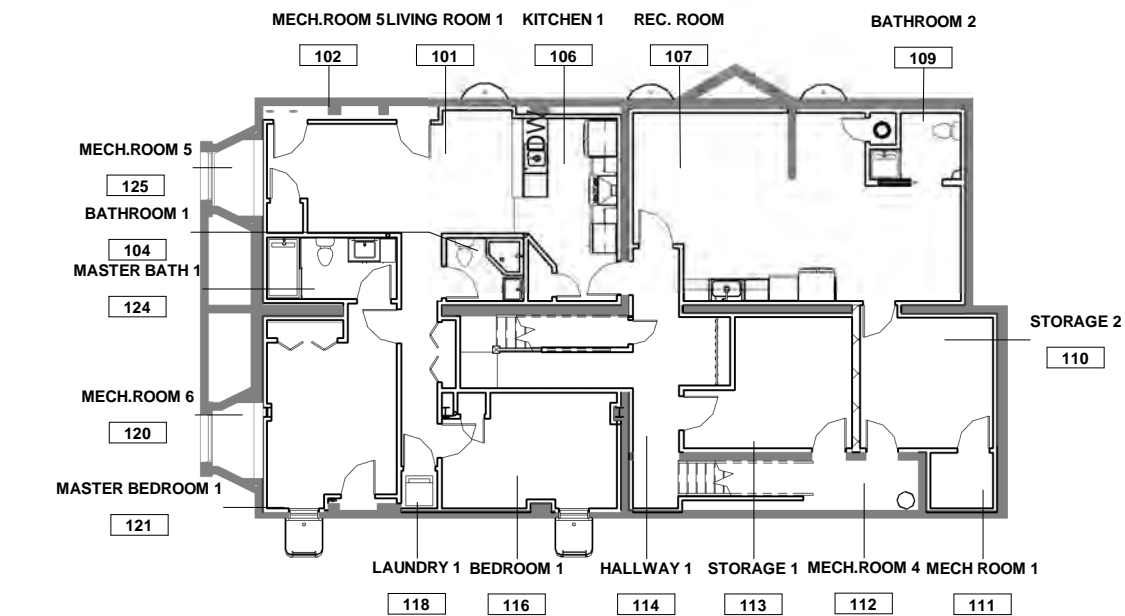 MECH.ROOM 5
102
LIVING ROOM 1
101
KITCHEN 1
106
REC. ROOM
107
BATHROOM 2
109
MECH.ROOM 5
125
BATHROOM 1
104
MASTER BATH 1
124
MECH.ROOM 6
120
MASTER BEDROOM 1
121
DW
STORAGE 2
110
LAUNDRY 1
118
BEDROOM 1
116
HALLWAY 1
114
STORAGE 1
113
MECH.ROOM 4
112
MECH ROOM 1
111